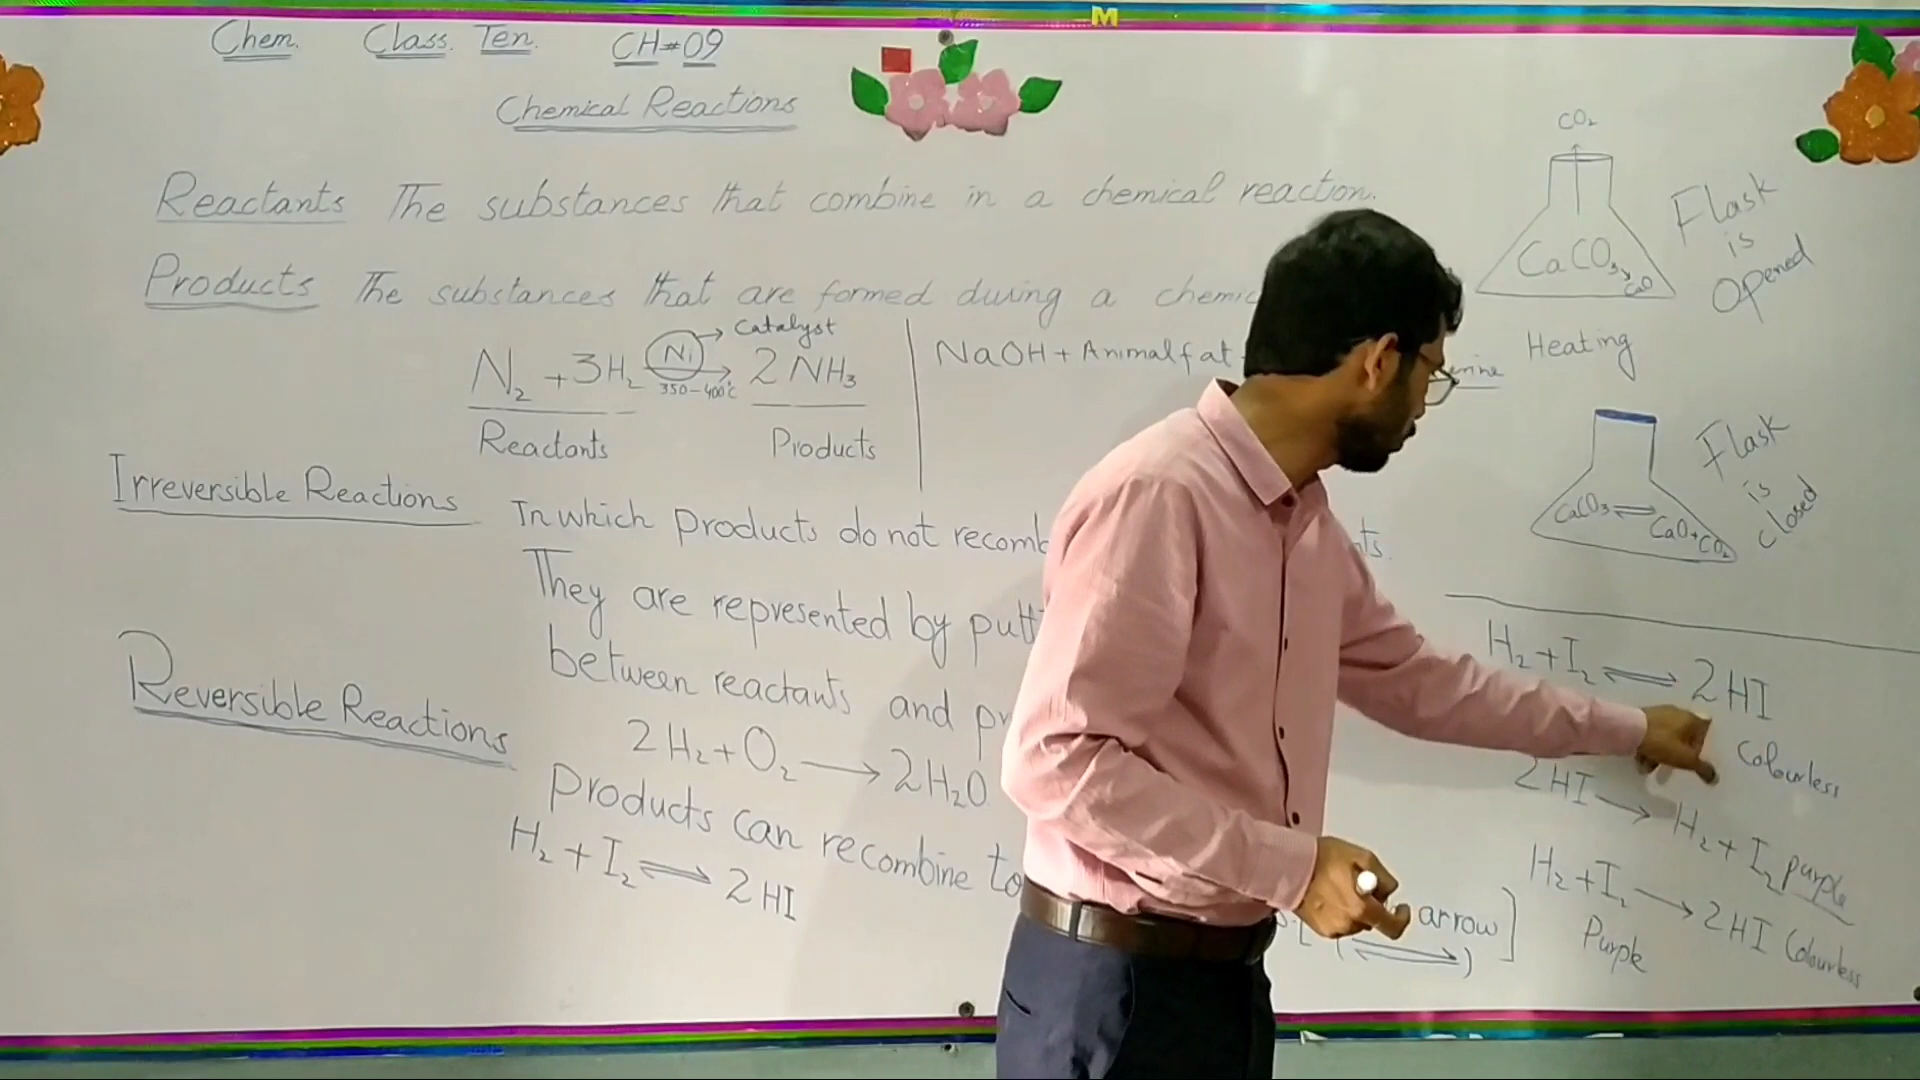 M
Chem. Class. Ten. CH#09
Chemical Reactions
Reactants The substances that combine in a chemical reaction.
Products The substances that are formed during a
N₂ + 3H₂ Ni → 2NH₃
→ Catalyst
350-400°C
Reactants Products
NaOH + Animal fat
Irreversible Reactions In which products do not
They are represented by
between reactants and
2H₂ + O₂ → 2H₂O
Reversible Reactions
Products can recombine to
arrow]
(⇌)
H₂ + I₂ ⇌ 2HI
CO₂
CaCO₃ → CaO
Flask
is
opened
Heating
CaCO₃ ⇌ CaO + CO₂
Flask
is
closed
H₂ + I₂ ⇌ 2HI
Colourless
2HI → H₂ + I₂ purple
H₂ + I₂ → 2HI Colourless
Purple